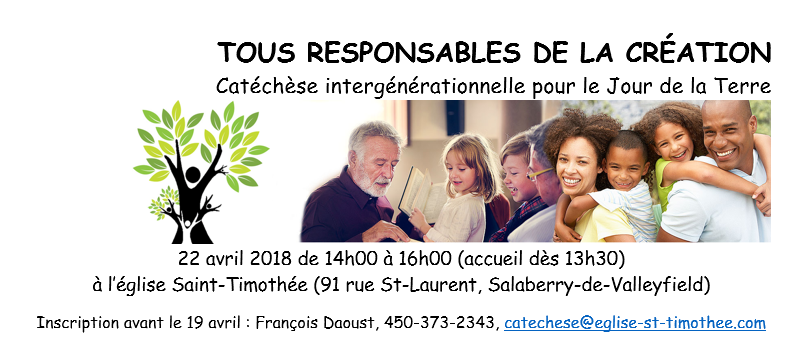 TOUS RESPONSABLES DE LA CRÉATION
Catéchèse intergénérationnelle pour le Jour de la Terre
22 avril 2018 de 14h00 à 16h00 (accueil dès 13h30)
à l'église Saint-Timothée (91 rue St-Laurent, Salaberry-de-Valleyfield)
Inscription avant le 19 avril : François Daoust, 450-373-2343, catechese@eglise-st-timothee.com